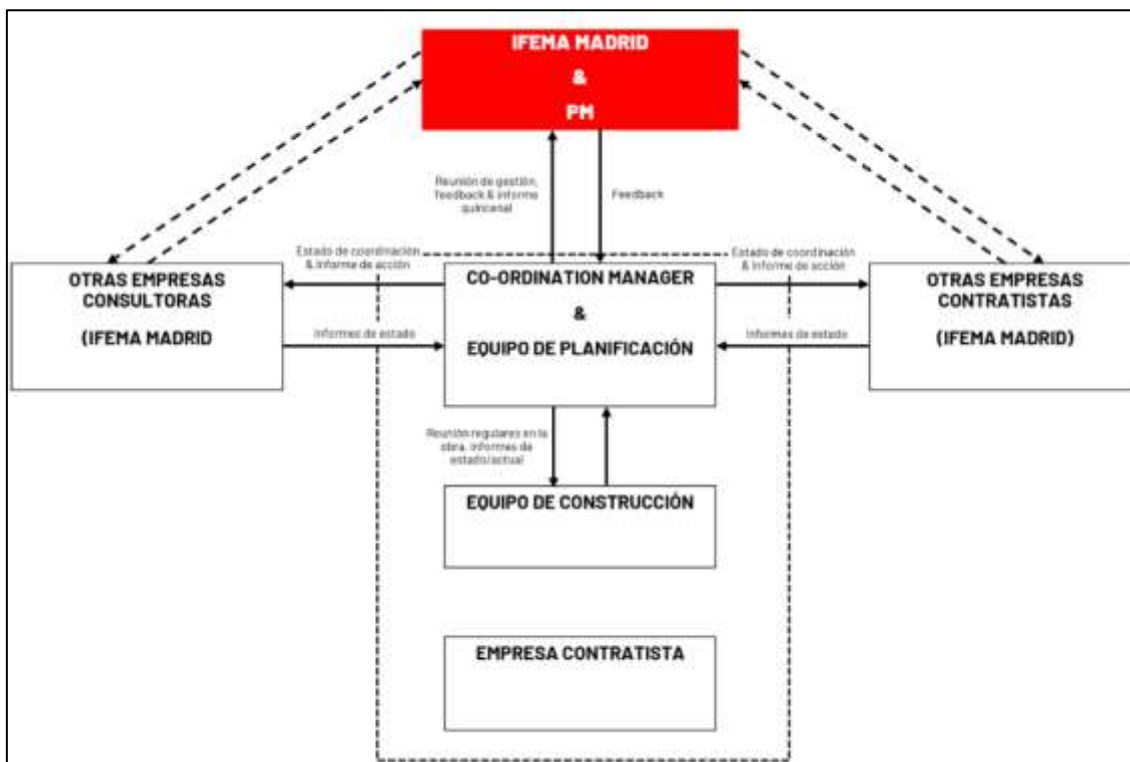 IFEMA MADRID
&
PM
Reunión de gestión,
feedback & informe
quincenal
Feedback
Estado de coordinación
& informe de acción
Estado de coordinación
& informe de acción
OTRAS EMPRESAS
CONSULTORAS
(IFEMA MADRID
CO-ORDINATION MANAGER
&
EQUIPO DE PLANIFICACIÓN
OTRAS EMPRESAS
CONTRATISTAS
(IFEMA MADRID)
Informes de estado
Informes de estado
Reunión regulares en la
obra, informes de
estado/actual
EQUIPO DE CONSTRUCCIÓN
EMPRESA CONTRATISTA